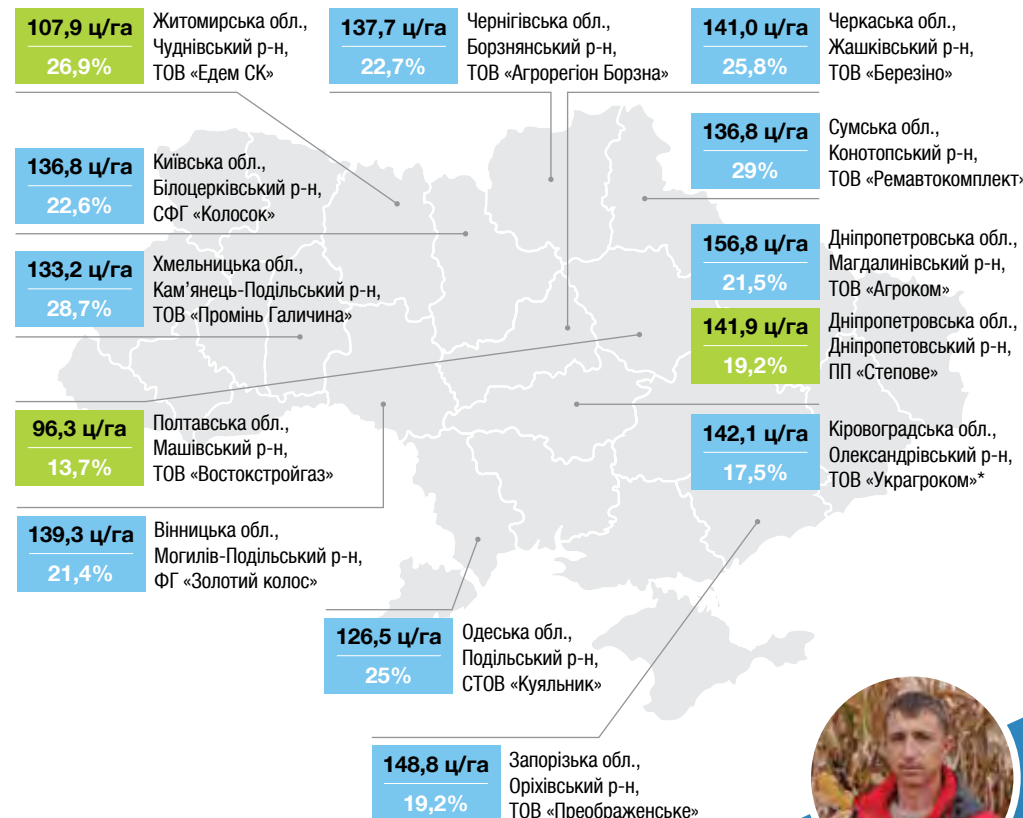 107,9 ц/га
26,9%
Житомирська обл.,
Чуднівський р-н,
ТОВ «Едем СК»
137,7 ц/га
22,7%
Чернігівська обл.,
Борзнянський р-н,
ТОВ «Агрорегіон Борзна»
141,0 ц/га
25,8%
Черкаська обл.,
Жашківський р-н,
ТОВ «Березіно»
136,8 ц/га
29%
Сумська обл.,
Конотопський р-н,
ТОВ «Ремавтокомплект»
136,8 ц/га
22,6%
Київська обл.,
Білоцерківський р-н,
СФГ «Колосок»
156,8 ц/га
21,5%
Дніпропетровська обл.,
Магдалинівський р-н,
ТОВ «Агроком»
133,2 ц/га
28,7%
Хмельницька обл.,
Кам’янець-Подільський р-н,
ТОВ «Промінь Галичина»
141,9 ц/га
19,2%
Дніпропетровська обл.,
Дніпропетовський р-н,
ПП «Степове»
96,3 ц/га
13,7%
Полтавська обл.,
Машівський р-н,
ТОВ «Востокстройгаз»
142,1 ц/га
17,5%
Кіровоградська обл.,
Олександрівський р-н,
ТОВ «Украгроком»*
139,3 ц/га
21,4%
Вінницька обл.,
Могилів-Подільський р-н,
ФГ «Золотий колос»
126,5 ц/га
25%
Одеська обл.,
Подільський р-н,
СТОВ «Куяльник»
148,8 ц/га
19,2%
Запорізька обл.,
Оріхівський р-н,
ТОВ «Преображенське»